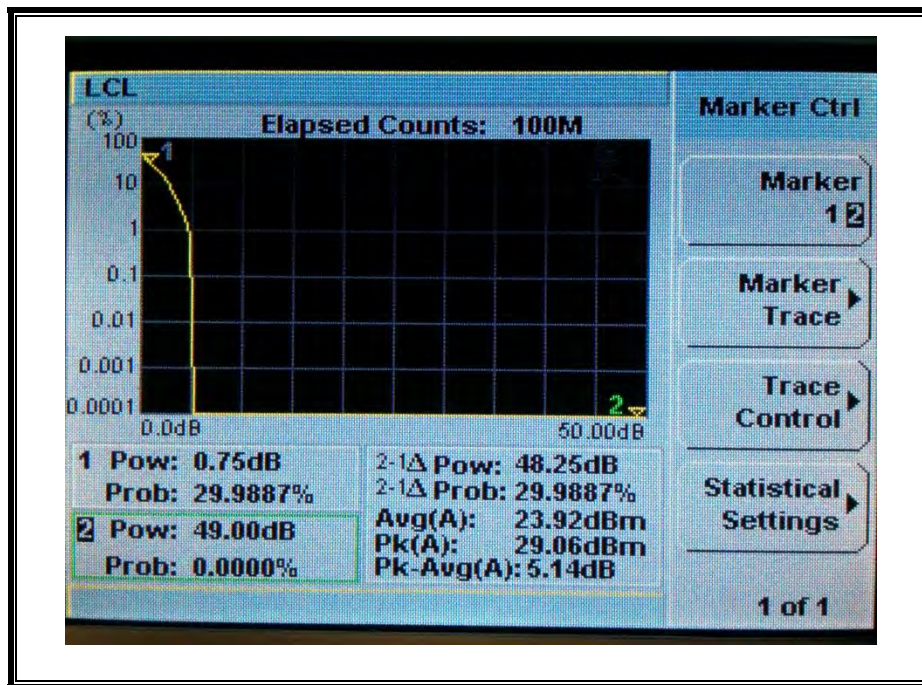 LCL
(%)
Elapsed Counts: 100M
100
10
1
0.1
0.01
0.001
0.0001
1
2
0.0dB
50.00dB
1 Pow: 0.75dB
Prob: 29.9887%
2 Pow: 49.00dB
Prob: 0.0000%
2-1Δ Pow: 48.25dB
2-1Δ Prob: 29.9887%
Avg(A): 23.92dBm
Pk(A): 29.06dBm
Pk-Avg(A): 5.14dB
Marker Ctrl
Marker
1 2
Marker
Trace
Trace
Control
Statistical
Settings
1 of 1